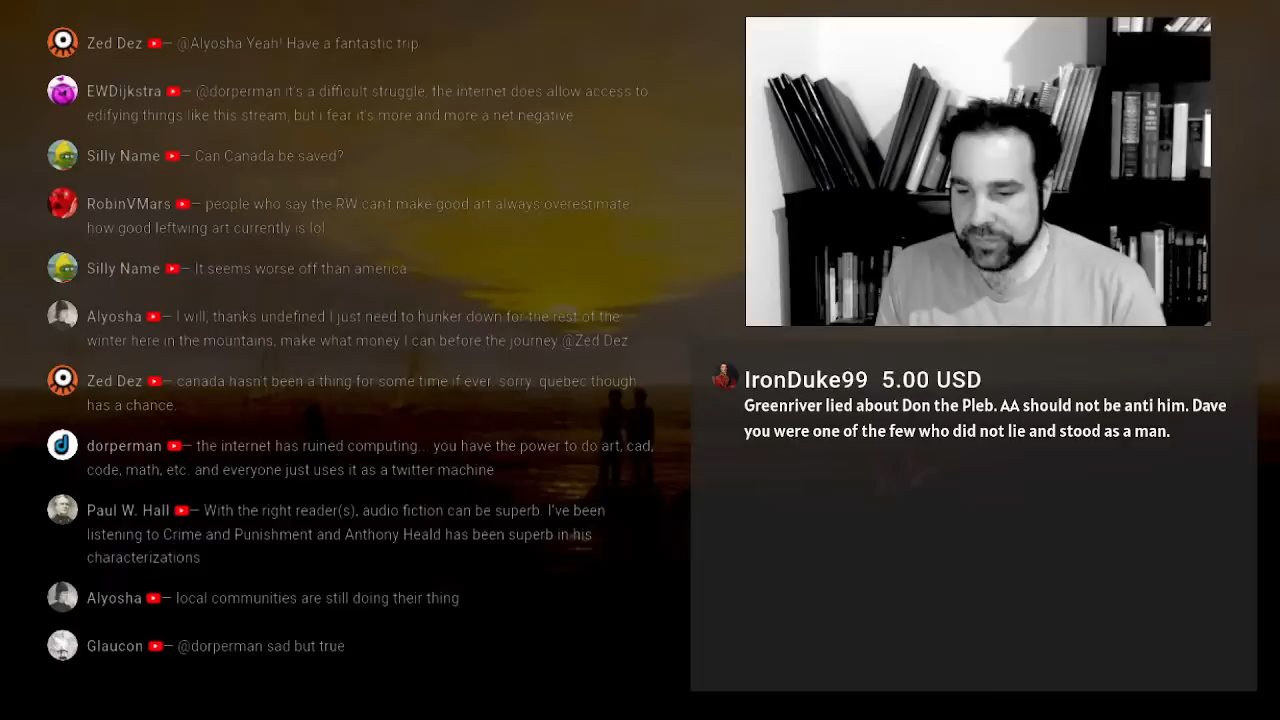 Zed Dez – @Alyosha Yeah! Have a fantastic trip
EWDijkstra – @dorperman it's a difficult struggle, the internet does allow access to
edifying things like this stream, but i fear it's more and more a net negative
Silly Name – Can Canada be saved?
RobinVMars – people who say the RW can't make good art always overestimate
how good leftwing art currently is lol
Silly Name – It seems worse off than america
Alyosha – I will, thanks undefined I just need to hunker down for the rest of the
winter here in the mountains, make what money I can before the journey @Zed Dez
Zed Dez – canada hasn't been a thing for some time if ever. sorry. quebec though
has a chance.
dorperman – the internet has ruined computing... you have the power to do art, cad,
code, math, etc. and everyone just uses it as a twitter machine
Paul W. Hall – With the right reader(s), audio fiction can be superb. I've been
listening to Crime and Punishment and Anthony Heald has been superb in his
characterizations
Alyosha – local communities are still doing their thing
Glaucon – @dorperman sad but true
IronDuke99 5.00 USD
Greenriver lied about Don the Pleb. AA should not be anti him. Dave
you were one of the few who did not lie and stood as a man.